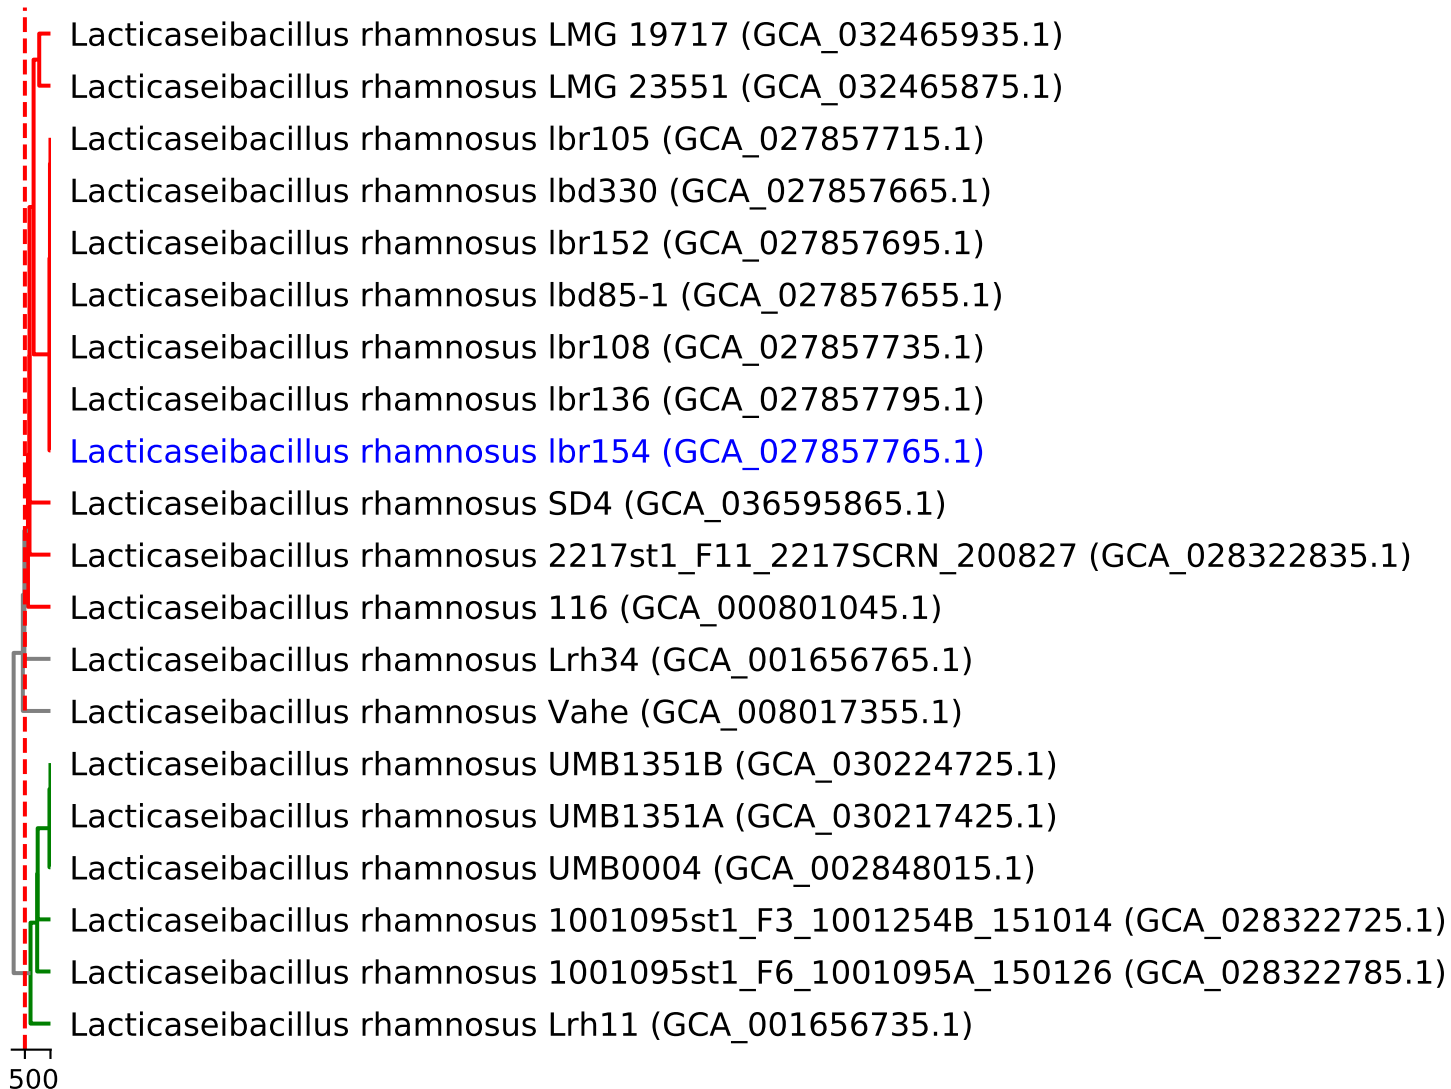 Lacticaseibacillus rhamnosus LMG 19717 (GCA_032465935.1)
Lacticaseibacillus rhamnosus LMG 23551 (GCA_032465875.1)
Lacticaseibacillus rhamnosus lbr105 (GCA_027857715.1)
Lacticaseibacillus rhamnosus lbd330 (GCA_027857665.1)
Lacticaseibacillus rhamnosus lbr152 (GCA_027857695.1)
Lacticaseibacillus rhamnosus lbd85-1 (GCA_027857655.1)
Lacticaseibacillus rhamnosus lbr108 (GCA_027857735.1)
Lacticaseibacillus rhamnosus lbr136 (GCA_027857795.1)
Lacticaseibacillus rhamnosus lbr154 (GCA_027857765.1)
Lacticaseibacillus rhamnosus SD4 (GCA_036595865.1)
Lacticaseibacillus rhamnosus 2217st1_F11_2217SCRN_200827 (GCA_028322835.1)
Lacticaseibacillus rhamnosus 116 (GCA_000801045.1)
Lacticaseibacillus rhamnosus Lrh34 (GCA_001656765.1)
Lacticaseibacillus rhamnosus Vahe (GCA_008017355.1)
Lacticaseibacillus rhamnosus UMB1351B (GCA_030224725.1)
Lacticaseibacillus rhamnosus UMB1351A (GCA_030217425.1)
Lacticaseibacillus rhamnosus UMB0004 (GCA_002848015.1)
Lacticaseibacillus rhamnosus 1001095st1_F3_1001254B_151014 (GCA_028322725.1)
Lacticaseibacillus rhamnosus 1001095st1_F6_1001095A_150126 (GCA_028322785.1)
Lacticaseibacillus rhamnosus Lrh11 (GCA_001656735.1)
500